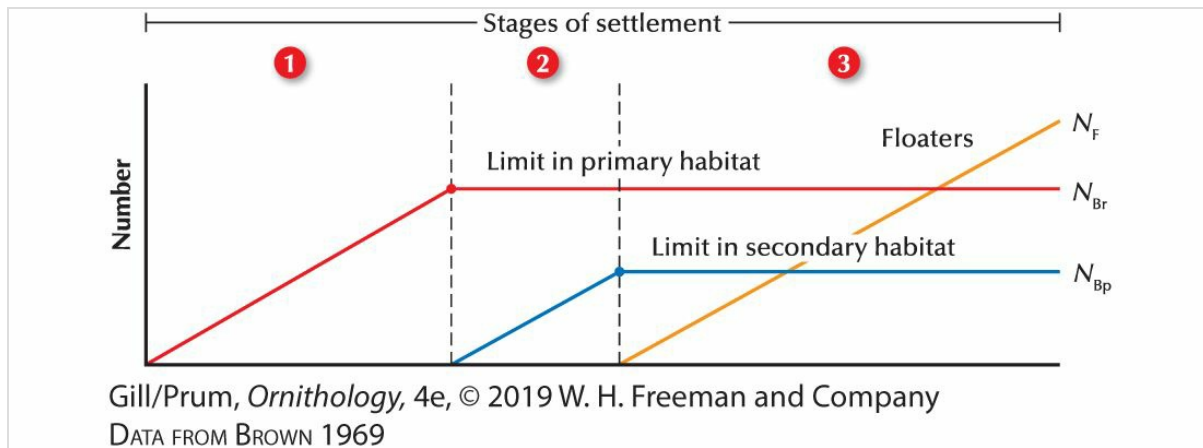 Stages of settlement
1 2 3
Number
Limit in primary habitat
Floaters
Limit in secondary habitat
N_F
N_Br
N_Bp
Gill/Prum, Ornithology, 4e, © 2019 W. H. Freeman and Company
DATA FROM BROWN 1969